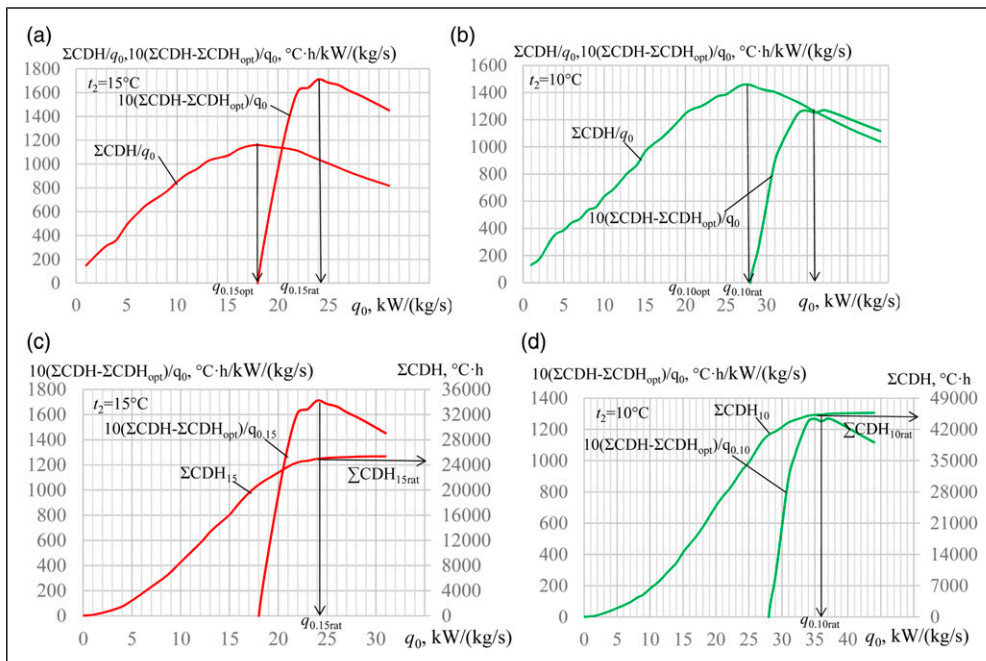 (a)
ΣCDH/q₀,10(ΣCDH-ΣCDHopt)/q₀, °C·h/kW/(kg/s)
1800
1600
1400
1200
1000
800
600
400
200
0
t₂=15°C
10(ΣCDH-ΣCDHopt)/q₀
ΣCDH/q₀
0 10 20 30
q₀.₁₅opt q₀.₁₅rat
q₀, kW/(kg/s)
(b)
ΣCDH/q₀,10(ΣCDH-ΣCDHopt)/q₀, °C·h/kW/(kg/s)
1600
1400
1200
1000
800
600
400
200
0
t₂=10°C
ΣCDH/q₀
10(ΣCDH-ΣCDHopt)/q₀
0 10 20 30
q₀.₁₀opt q₀.₁₀rat
q₀, kW/(kg/s)
(c)
10(ΣCDH-ΣCDHopt)/q₀, °C·h/kW/(kg/s)
ΣCDH, °C·h
1800
1600
1400
1200
1000
800
600
400
200
0
t₂=15°C
10(ΣCDH-ΣCDHopt)/q₀.₁₅
ΣCDH₁₅
ΣCDH₁₅rat
36000
32000
28000
24000
20000
16000
12000
8000
4000
0
0 5 10 15 20 25 30
q₀.₁₅rat
q₀, kW/(kg/s)
(d)
10(ΣCDH-ΣCDHopt)/q₀, °C·h/kW/(kg/s)
ΣCDH, °C·h
1400
1200
1000
800
600
400
200
0
t₂=10°C
ΣCDH₁₀
10(ΣCDH-ΣCDHopt)/q₀.₁₀
ΣCDH₁₀rat
49000
42000
35000
28000
21000
14000
7000
0
0 5 10 15 20 25 30 35 40
q₀.₁₀rat
q₀, kW/(kg/s)